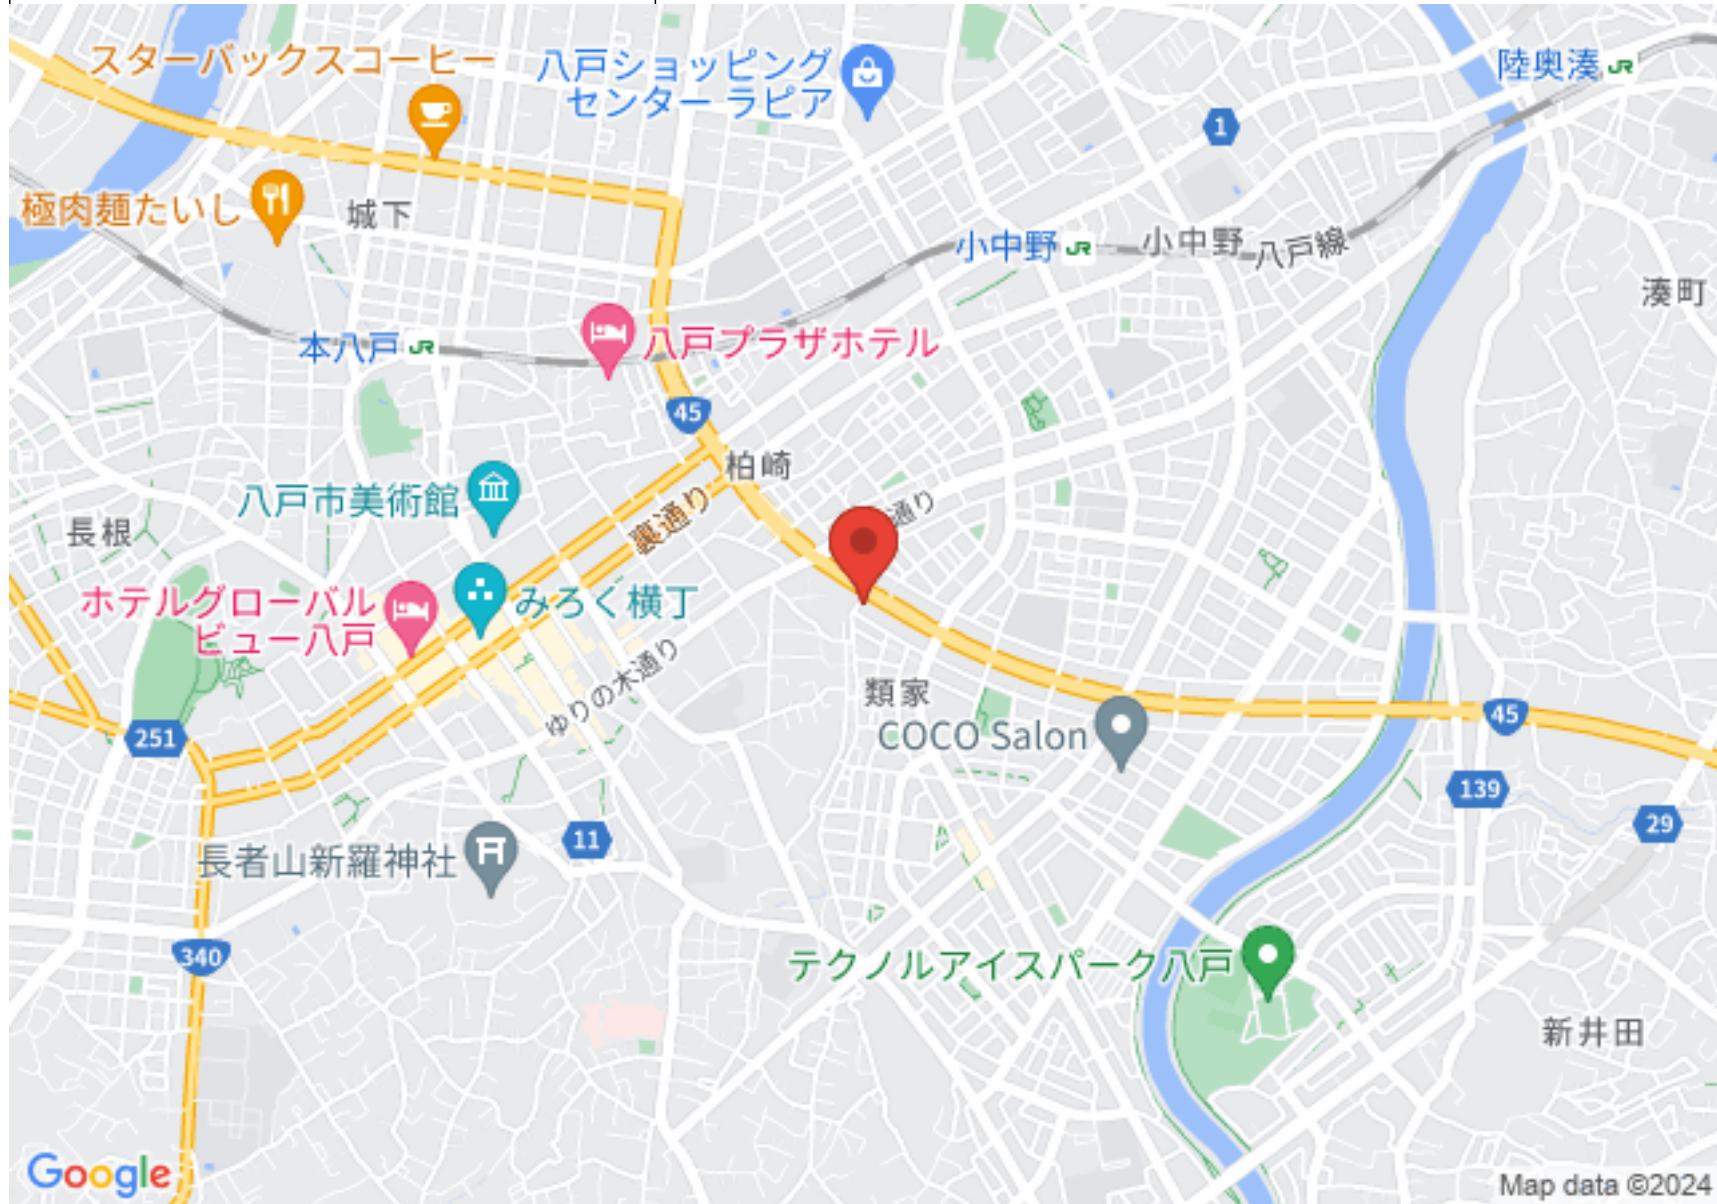 スターバックスコーヒー
八戸ショッピング
センター ラピア
陸奥湊
JR
1
極肉麺たいし
城下
小中野
JR
小中野
八戸線
湊町
本八戸
JR
八戸プラザホテル
45
柏崎
八戸市美術館
裏通り
通り
長根
ホテルグローバル
ビュー八戸
みろく横丁
ゆりの木通り
類家
COCO Salon
45
251
139
29
11
長者山新羅神社
340
テクノルアイスパーク八戸
新井田
Google
Map data ©2024